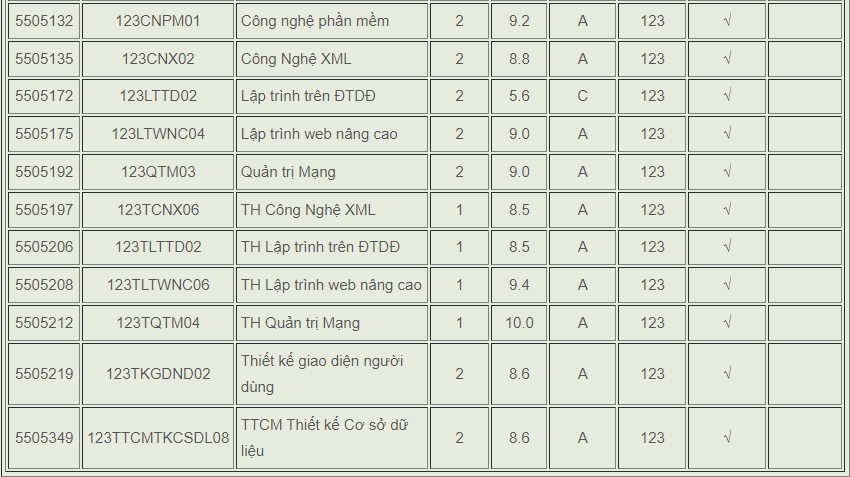 5505132 123CNPM01 Công nghệ phần mềm 2 9.2 A 123 √
5505135 123CNX02 Công Nghệ XML 2 8.8 A 123 √
5505172 123LTTD02 Lập trình trên ĐTDĐ 2 5.6 C 123 √
5505175 123LTWNC04 Lập trình web nâng cao 2 9.0 A 123 √
5505192 123QTM03 Quản trị Mạng 2 9.0 A 123 √
5505197 123TCNX06 TH Công Nghệ XML 1 8.5 A 123 √
5505206 123TLTTD02 TH Lập trình trên ĐTDĐ 1 8.5 A 123 √
5505208 123TLTWNC06 TH Lập trình web nâng cao 1 9.4 A 123 √
5505212 123TQTM04 TH Quản trị Mạng 1 10.0 A 123 √
5505219 123TKGDND02 Thiết kế giao diện người 2 8.6 A 123 √
dùng
5505349 123TTCMTKCSDL08 TTCM Thiết kế Cơ sở dữ 2 8.6 A 123 √
liệu